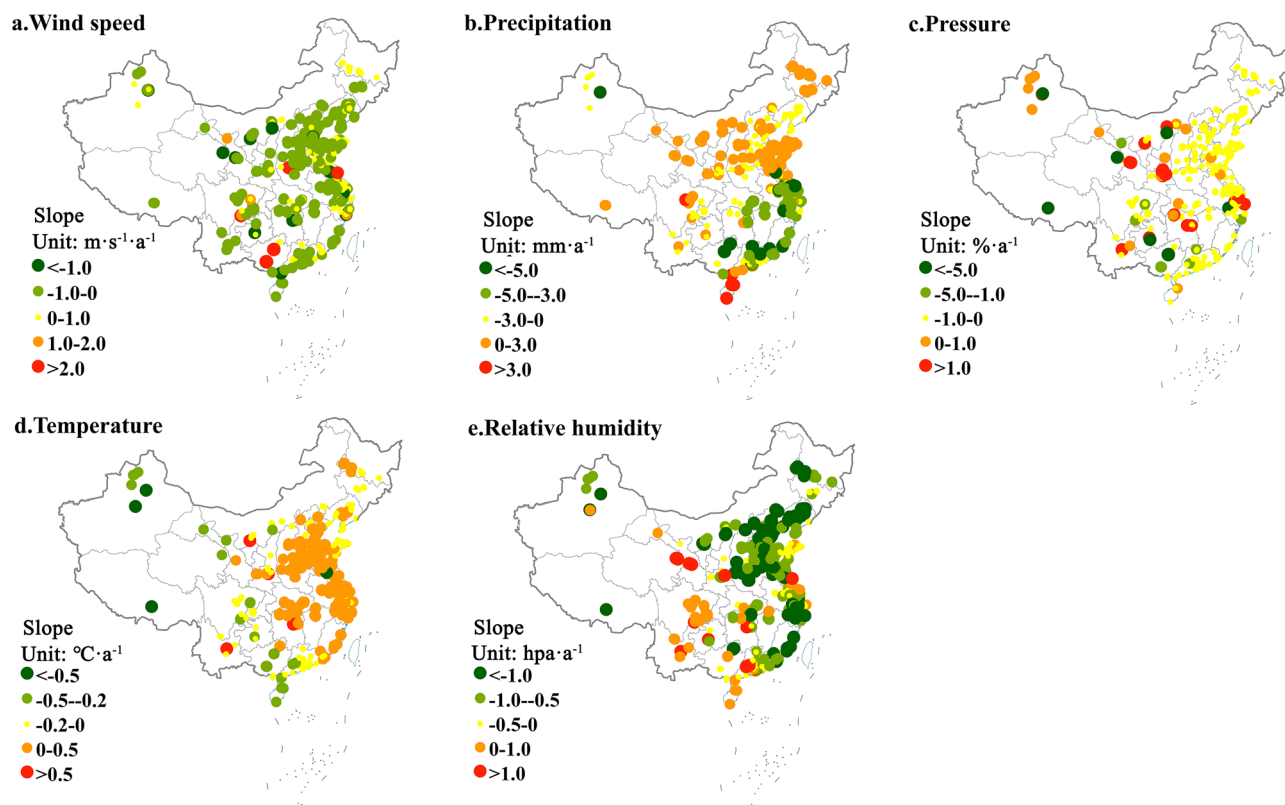 a.Wind speed
Slope
Unit: m·s⁻¹·a⁻¹
<-1.0
-1.0-0
0-1.0
1.0-2.0
>2.0
b.Precipitation
Slope
Unit: mm·a⁻¹
<-5.0
-5.0--3.0
-3.0-0
0-3.0
>3.0
c.Pressure
Slope
Unit: %·a⁻¹
<-5.0
-5.0--1.0
-1.0-0
0-1.0
>1.0
d.Temperature
Slope
Unit: °C·a⁻¹
<-0.5
-0.5--0.2
-0.2-0
0-0.5
>0.5
e.Relative humidity
Slope
Unit: hpa·a⁻¹
<-1.0
-1.0--0.5
-0.5-0
0-1.0
>1.0